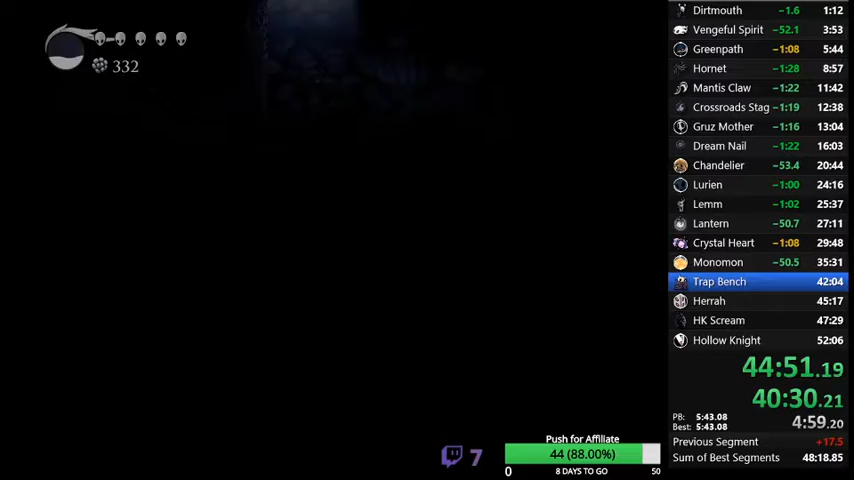 332
Dirtmouth −1.6 1:12
Vengeful Spirit −52.1 3:53
Greenpath −1:08 5:44
Hornet −1:28 8:57
Mantis Claw −1:22 11:42
Crossroads Stag −1:19 12:38
Gruz Mother −1:16 13:04
Dream Nail −1:22 16:03
Chandelier −53.4 20:44
Lurien −1:00 24:16
Lemm −1:02 25:37
Lantern −50.7 27:11
Crystal Heart −1:08 29:48
Monomon −50.5 35:31
Trap Bench 42:04
Herrah 45:17
HK Scream 47:29
Hollow Knight 52:06
44:51.19
40:30.21
PB: 5:43.08
Best: 5:43.08
4:59.20
Previous Segment +17.5
Sum of Best Segments 48:18.85
7
Push for Affiliate
44 (88.00%)
0 8 DAYS TO GO 50